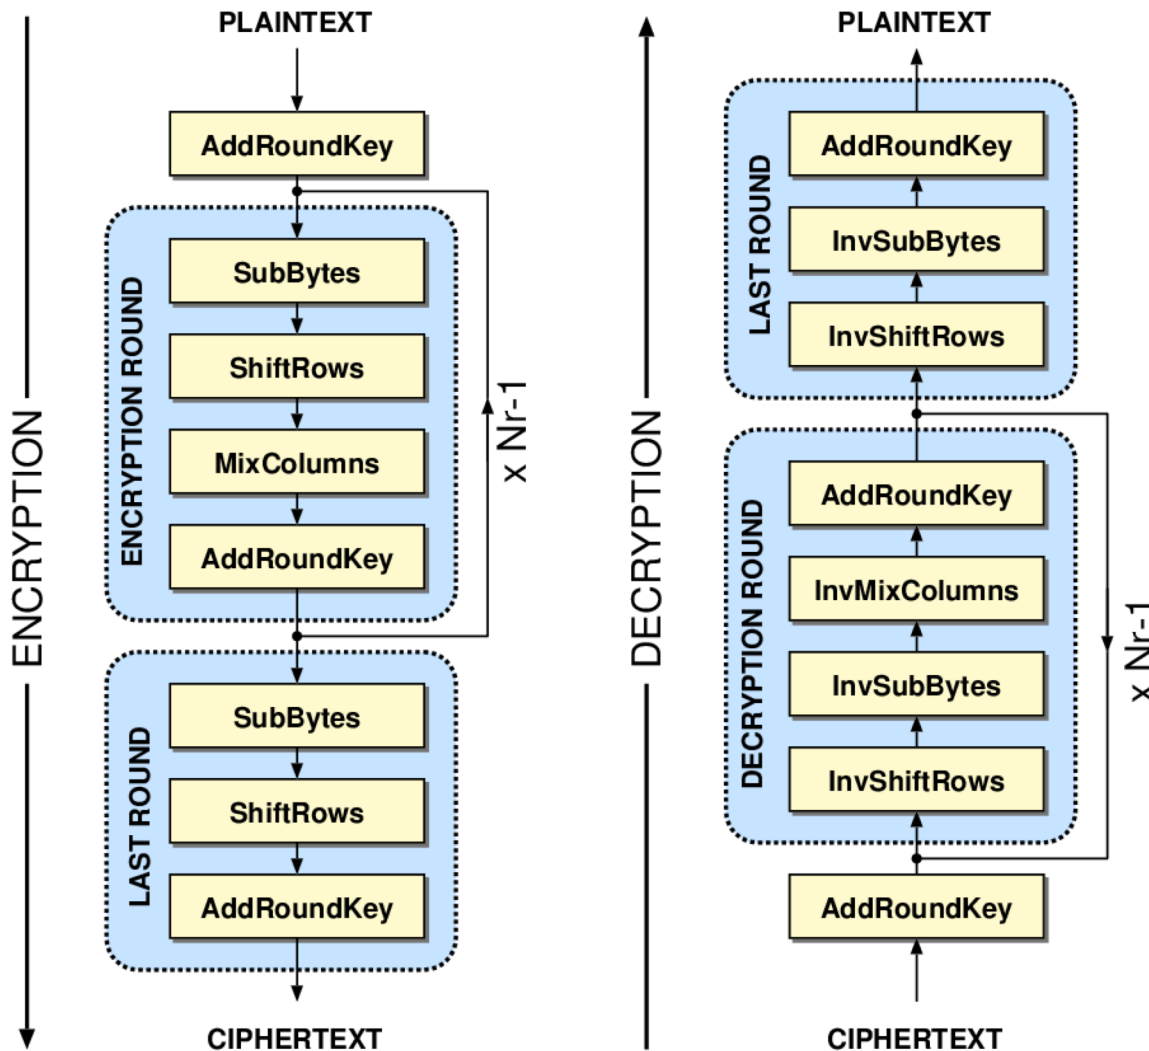 PLAINTEXT
AddRoundKey
SubBytes
ShiftRows
MixColumns
AddRoundKey
ENCRYPTION ROUND
x Nr-1
SubBytes
ShiftRows
AddRoundKey
LAST ROUND
CIPHERTEXT
ENCRYPTION
PLAINTEXT
AddRoundKey
InvSubBytes
InvShiftRows
LAST ROUND
AddRoundKey
InvMixColumns
InvSubBytes
InvShiftRows
DECRYPTION ROUND
x Nr-1
AddRoundKey
CIPHERTEXT
DECRYPTION